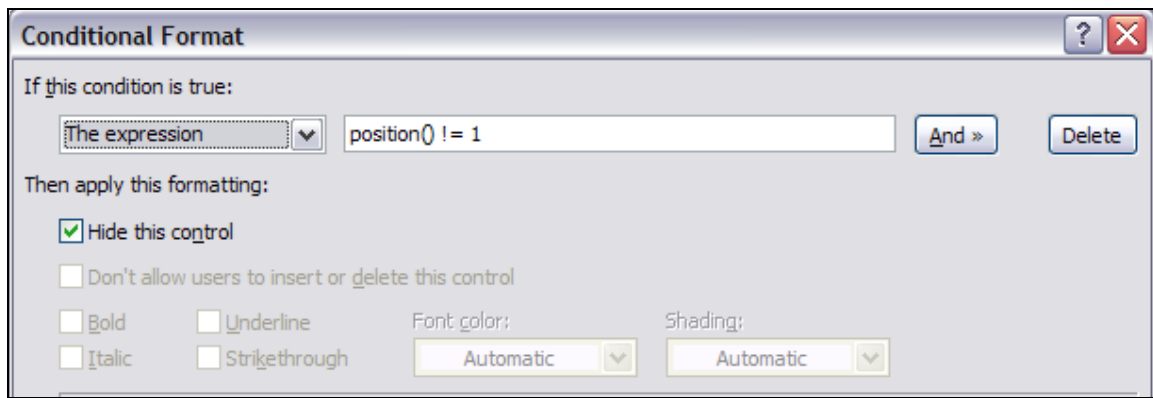 Conditional Format
?
If this condition is true:
The expression position() != 1 And » Delete
Then apply this formatting:
Hide this control
Don't allow users to insert or delete this control
Bold Underline Font color: Shading:
Italic Strikethrough Automatic Automatic